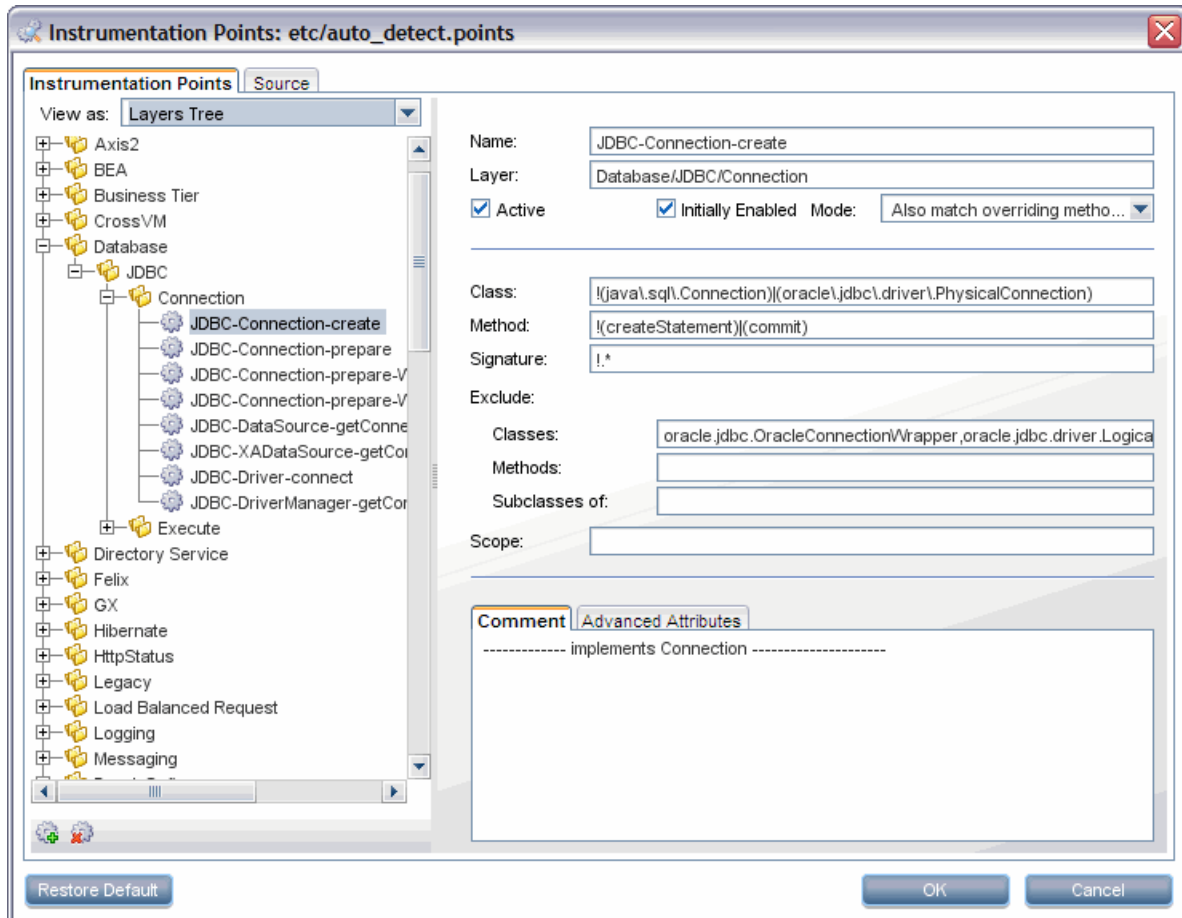 Instrumentation Points: etc/auto_detect.points
Instrumentation Points
Source
View as:
Layers Tree
Axis2
BEA
Business Tier
CrossVM
Database
JDBC
Connection
JDBC-Connection-create
JDBC-Connection-prepare
JDBC-Connection-prepare-V
JDBC-Connection-prepare-V
JDBC-DataSource-getConne
JDBC-XADataSource-getCor
JDBC-Driver-connect
JDBC-DriverManager-getCor
Execute
Directory Service
Felix
GX
Hibernate
HttpStatus
Legacy
Load Balanced Request
Logging
Messaging
Name: JDBC-Connection-create
Layer: Database/JDBC/Connection
Active Initially Enabled Mode: Also match overriding metho...
Class: !(java\.sql\.Connection)|(oracle\.jdbc\.driver\.PhysicalConnection)
Method: !(createStatement)|(commit)
Signature: !.*
Exclude:
Classes: oracle.jdbc.OracleConnectionWrapper,oracle.jdbc.driver.Logica
Methods:
Subclasses of:
Scope:
Comment
Advanced Attributes
------------- implements Connection ---------------------
Restore Default
OK
Cancel